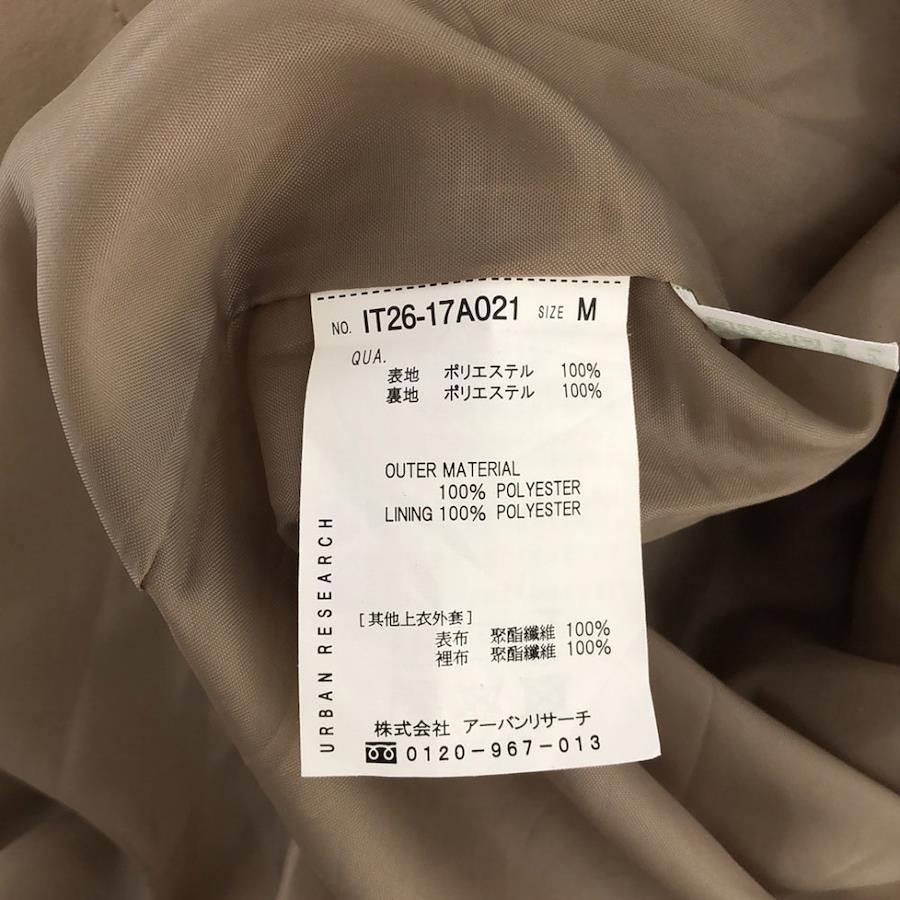 NO. IT26-17A021 SIZE M
QUA.
表地 ポリエステル 100%
裏地 ポリエステル 100%
OUTER MATERIAL
100% POLYESTER
LINING 100% POLYESTER
[其他上衣外套]
表布 聚酯纖維 100%
裡布 聚酯纖維 100%
株式会社 アーバンリサーチ
0120-967-013
URBAN RESEARCH